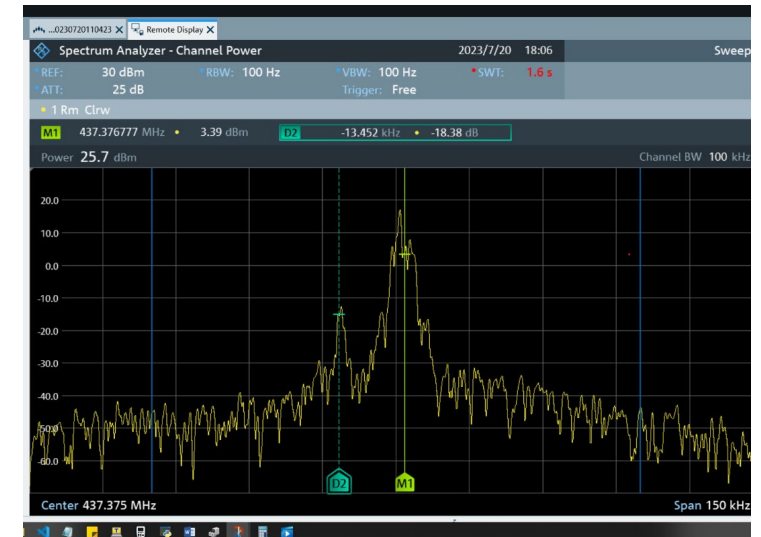 ...0230720110423 X Remote Display X
Spectrum Analyzer - Channel Power 2023/7/20 18:06 Sweep
REF: 30 dBm RBW: 100 Hz VBW: 100 Hz SWT: 1.6 s
ATT: 25 dB Trigger: Free
1 Rm Clrw
M1 437.376777 MHz • 3.39 dBm D2 -13.452 kHz • -18.38 dB
Power 25.7 dBm Channel BW 100 kHz
20.0
10.0
0.0
-10.0
-20.0
-30.0
-40.0
-50.0
-60.0
D2 M1
Center 437.375 MHz Span 150 kHz